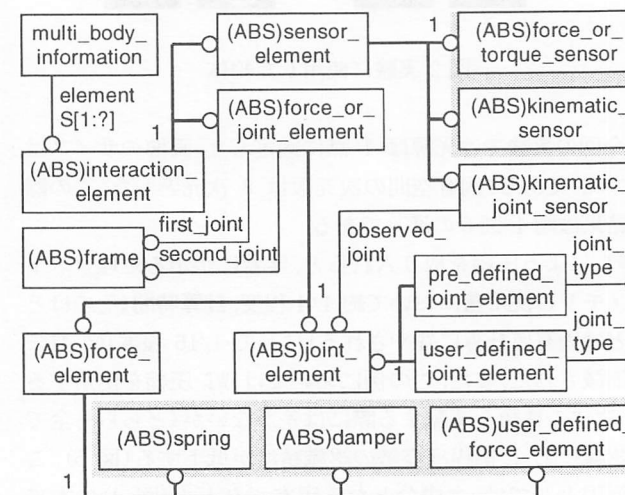 multi_body_
information
element
S[1:?]
(ABS)interaction_
element
1
(ABS)sensor_
element
(ABS)force_or_
joint_element
1
(ABS)force_or_
torque_sensor
(ABS)kinematic_
sensor
(ABS)kinematic_
joint_sensor
first_joint
second_joint
(ABS)frame
observed_
joint
1
pre_defined_
joint_element
joint_
type
user_defined_
joint_element
joint_
type
1
(ABS)force_
element
(ABS)joint_
element
(ABS)spring
(ABS)damper
(ABS)user_defined_
force_element
1